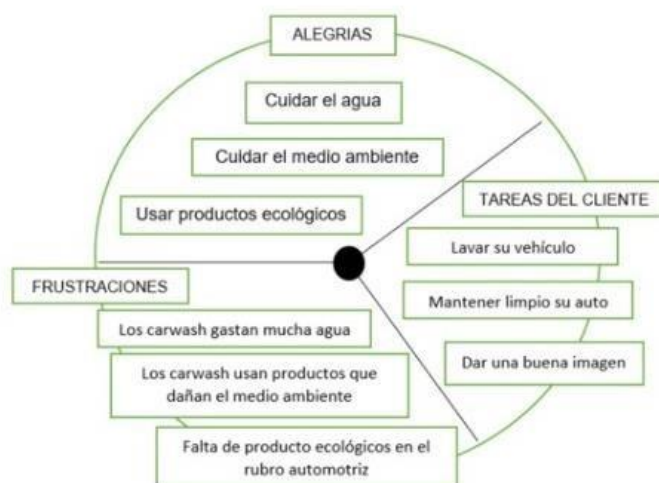 ALEGRIAS
Cuidar el agua
Cuidar el medio ambiente
Usar productos ecológicos
TAREAS DEL CLIENTE
Lavar su vehículo
Mantener limpio su auto
Dar una buena imagen
FRUSTRACIONES
Los carwash gastan mucha agua
Los carwash usan productos que
dañan el medio ambiente
Falta de producto ecológicos en el
rubro automotriz